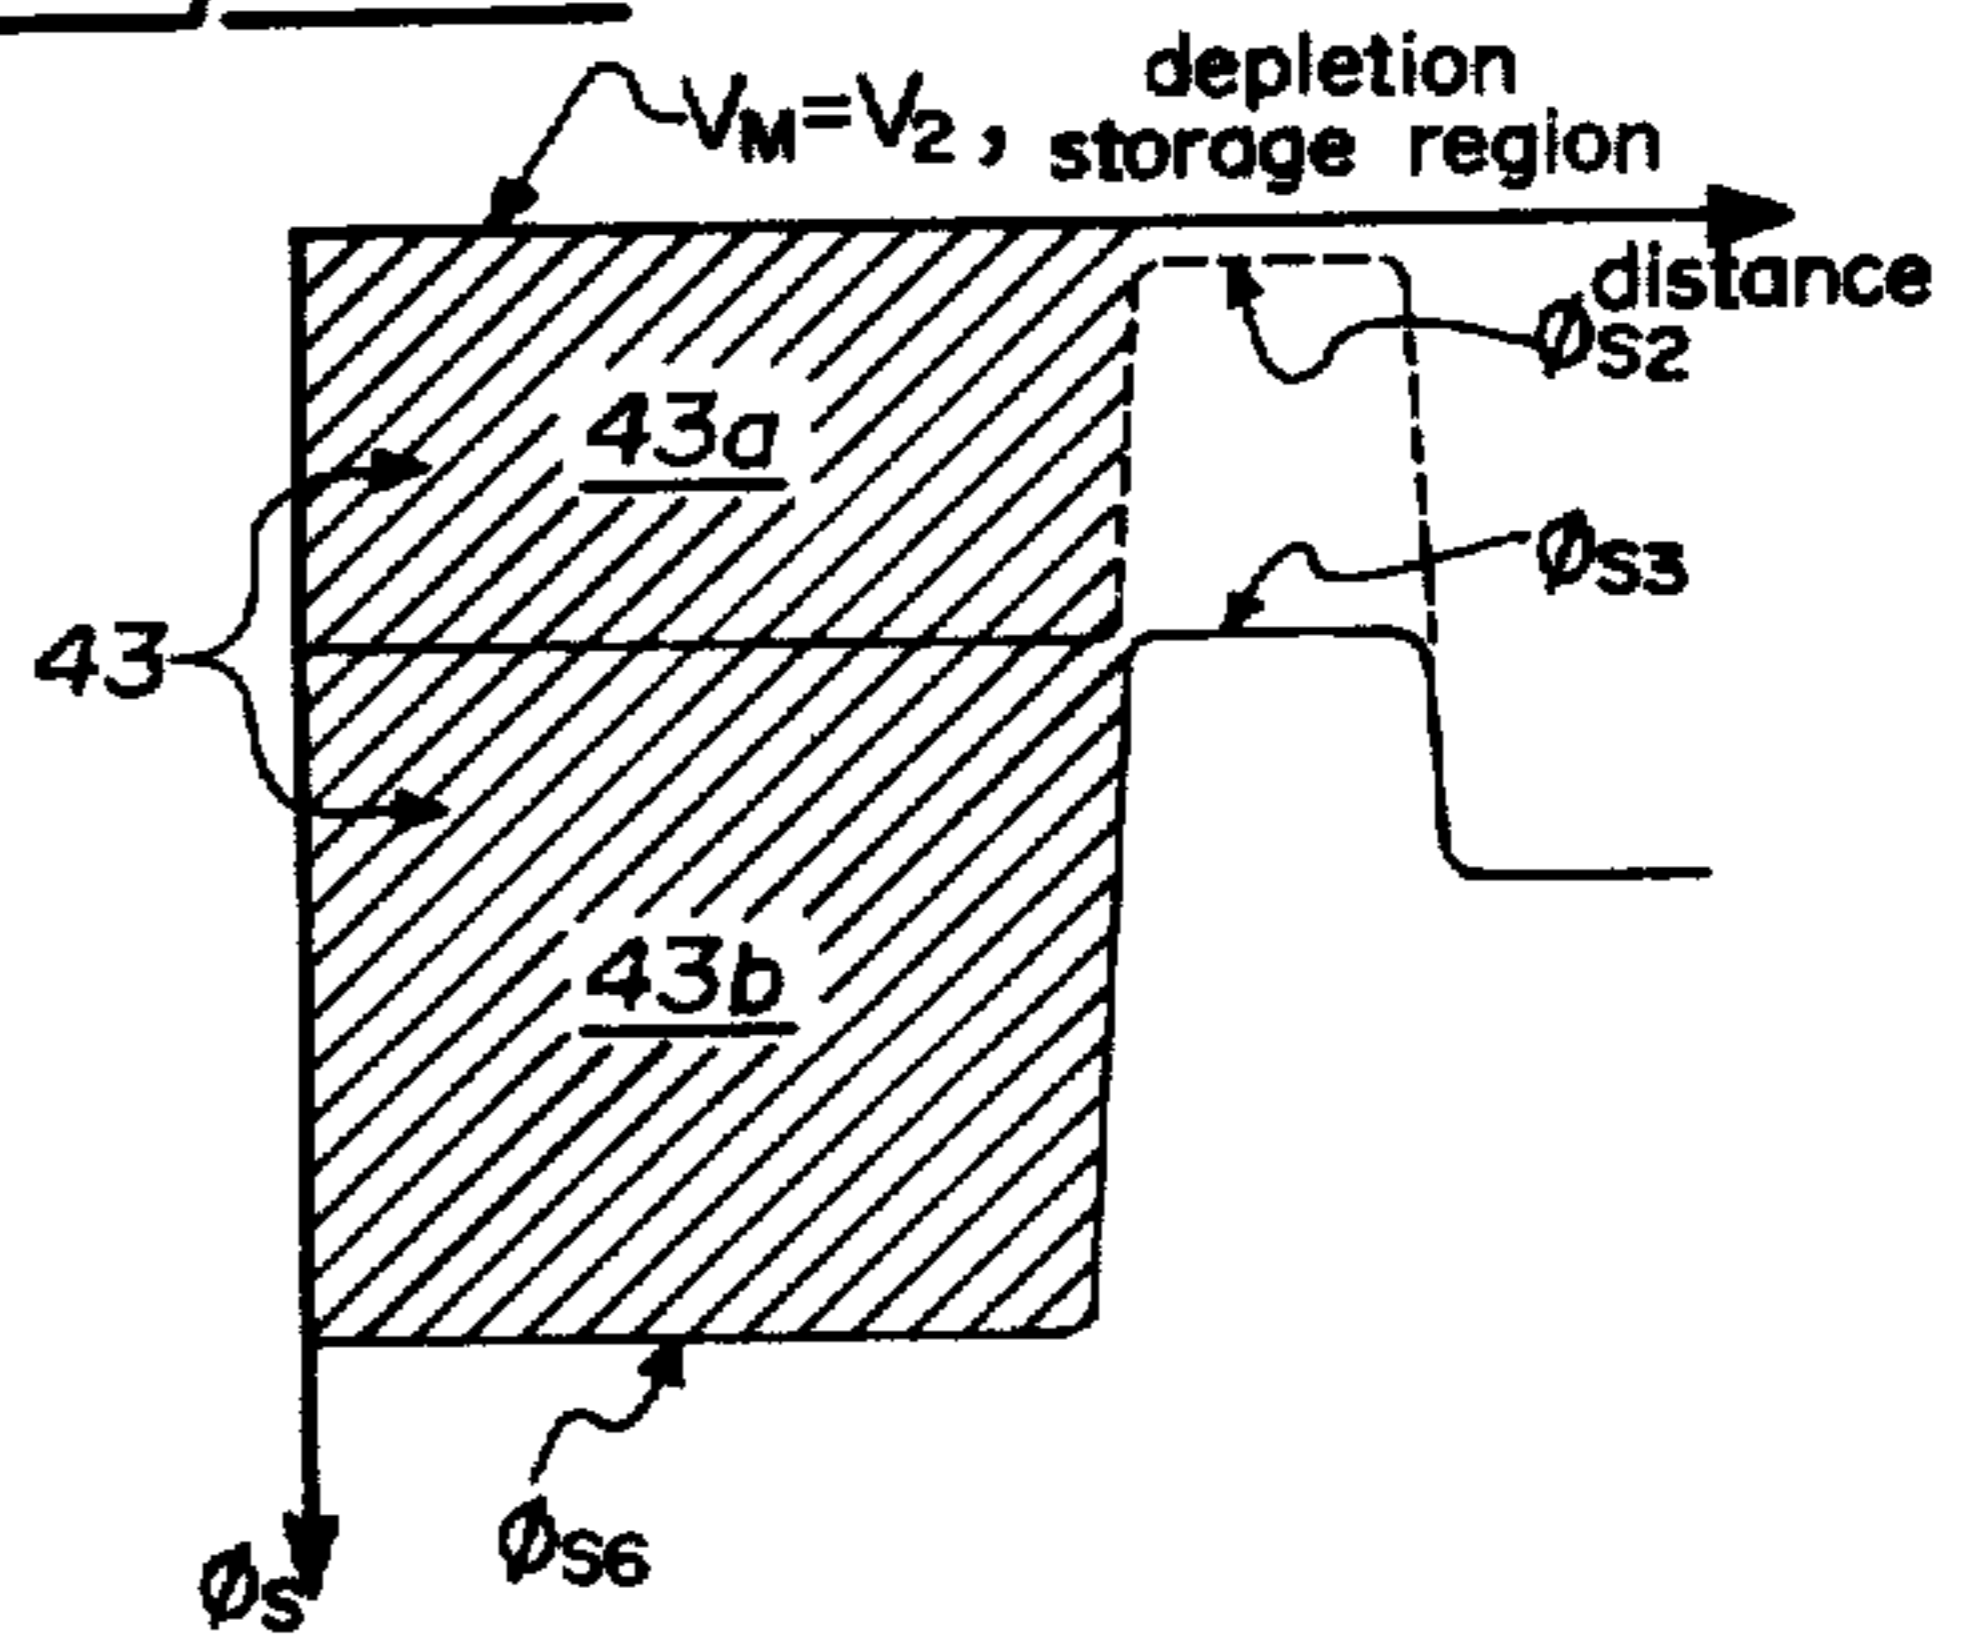 depletion
VM=V2, storage region
distance
ØS2
43a
ØS3
43
43b
ØS6
ØS